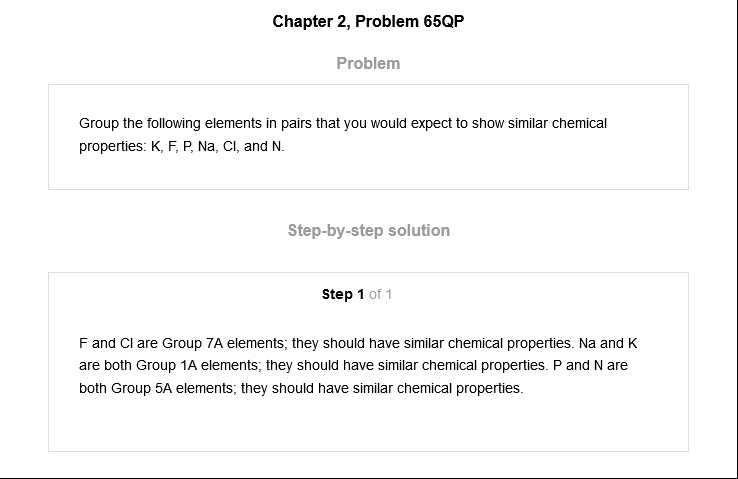 Chapter 2, Problem 65QP
Problem
Group the following elements in pairs that you would expect to show similar chemical
properties: K, F, P, Na, Cl, and N.
Step-by-step solution
Step 1 of 1
F and Cl are Group 7A elements; they should have similar chemical properties. Na and K
are both Group 1A elements; they should have similar chemical properties. P and N are
both Group 5A elements; they should have similar chemical properties.